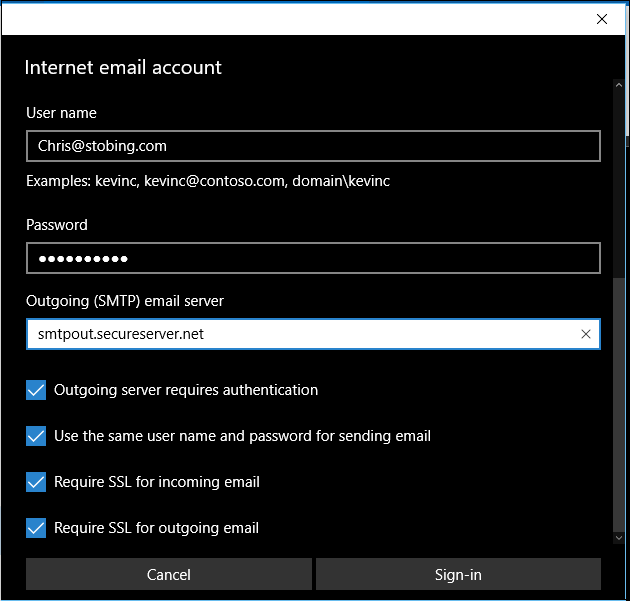 Internet email account
User name
Chris@stobing.com
Examples: kevinc, kevinc@contoso.com, domain\kevinc
Password
●●●●●●●●●●
Outgoing (SMTP) email server
smtpout.secureserver.net
Outgoing server requires authentication
Use the same user name and password for sending email
Require SSL for incoming email
Require SSL for outgoing email
Cancel
Sign-in